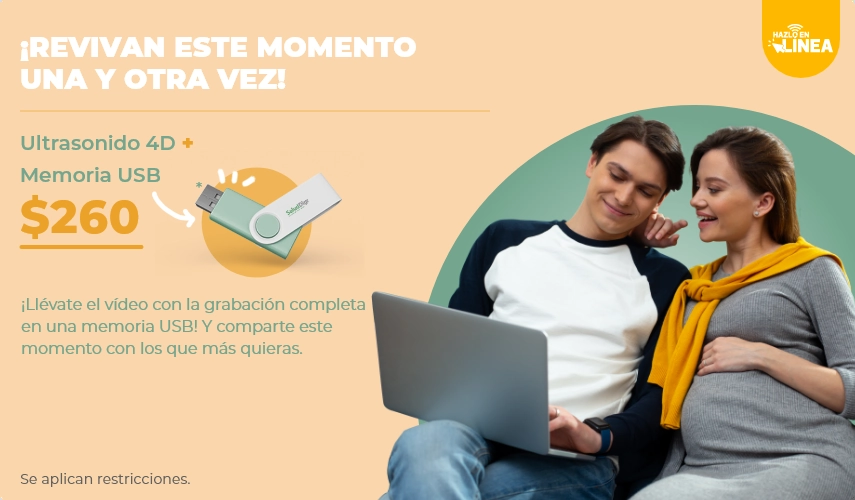 ¡REVIVAN ESTE MOMENTO
UNA Y OTRA VEZ!
HAZLO EN
LINEA
Ultrasonido 4D +
Memoria USB
*
$260
¡Llévate el vídeo con la grabación completa
en una memoria USB! Y comparte este
momento con los que más quieras.
Se aplican restricciones.